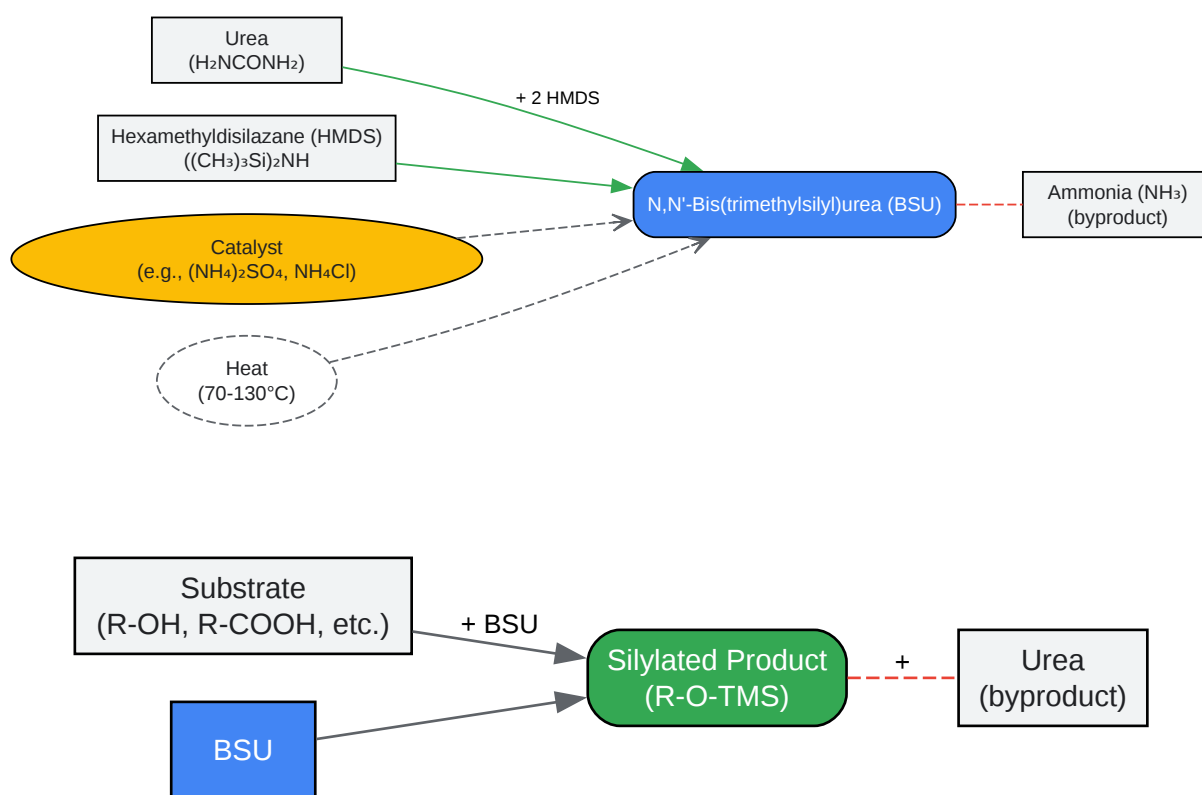 Urea
(H₂NCONH₂)
+ 2 HMDS
Hexamethyldisilazane (HMDS)
((CH₃)₃Si)₂NH
N,N'-Bis(trimethylsilyl)urea (BSU)
Ammonia (NH₃)
(byproduct)
Catalyst
(e.g., (NH₄)₂SO₄, NH₄Cl)
Heat
(70-130°C)
Substrate
(R-OH, R-COOH, etc.)
+ BSU
Silylated Product
(R-O-TMS)
+
Urea
(byproduct)
BSU